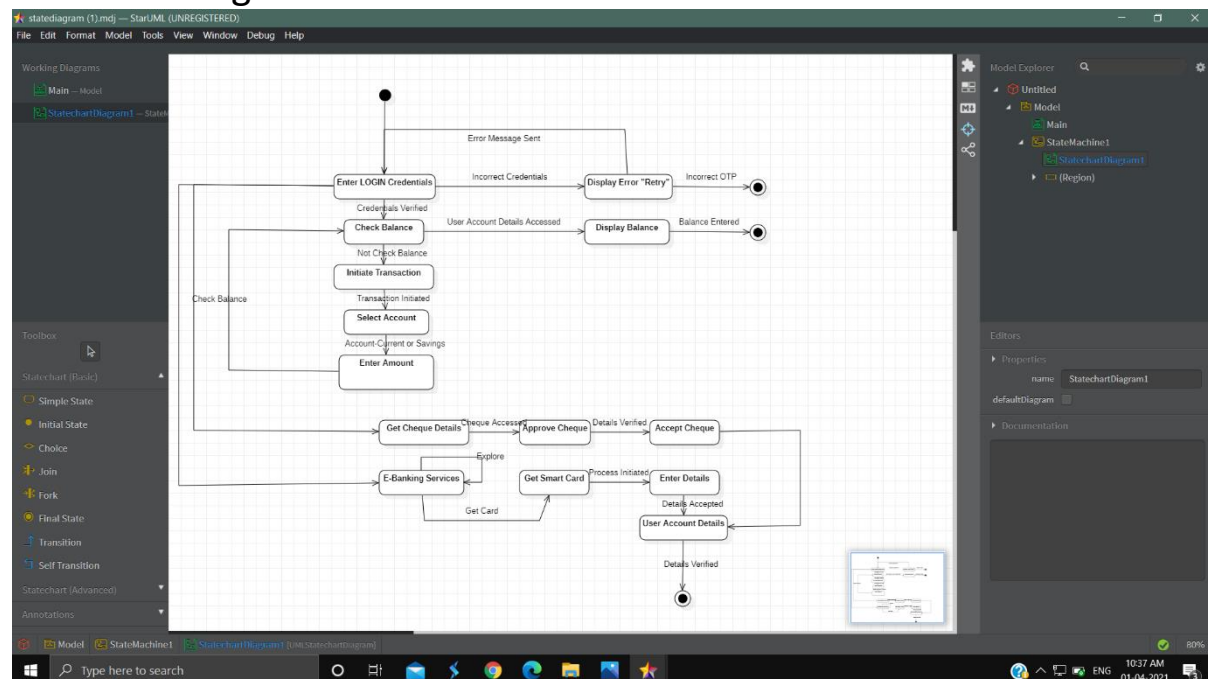 statediagram (1).mdj — StarUML (UNREGISTERED)
File Edit Format Model Tools View Window Debug Help
Working Diagrams
Main — Model
StatechartDiagram1 — StateM
Toolbox
Statechart (Basic)
Simple State
Initial State
Choice
Join
Fork
Final State
Transition
Self Transition
Statechart (Advanced)
Annotations
Error Message Sent
Enter LOGIN Credentials
Incorrect Credentials
Display Error "Retry"
Incorrect OTP
Credentials Verified
Check Balance
User Account Details Accessed
Display Balance
Balance Entered
Not Check Balance
Initiate Transaction
Check Balance
Transaction Initiated
Select Account
Account-Current or Savings
Enter Amount
Get Cheque Details
Cheque Accessed
Approve Cheque
Details Verified
Accept Cheque
Explore
E-Banking Services
Get Smart Card
Process Initiated
Enter Details
Get Card
Details Accepted
User Account Details
Details Verified
Model Explorer
Untitled
Model
Main
StateMachine1
StatechartDiagram1
(Region)
Editors
Properties
name StatechartDiagram1
defaultDiagram
Documentation
Model StateMachine1 StatechartDiagram1 [UMLStatechartDiagram]
80%
Type here to search
ENG
10:37 AM
01-04-2021